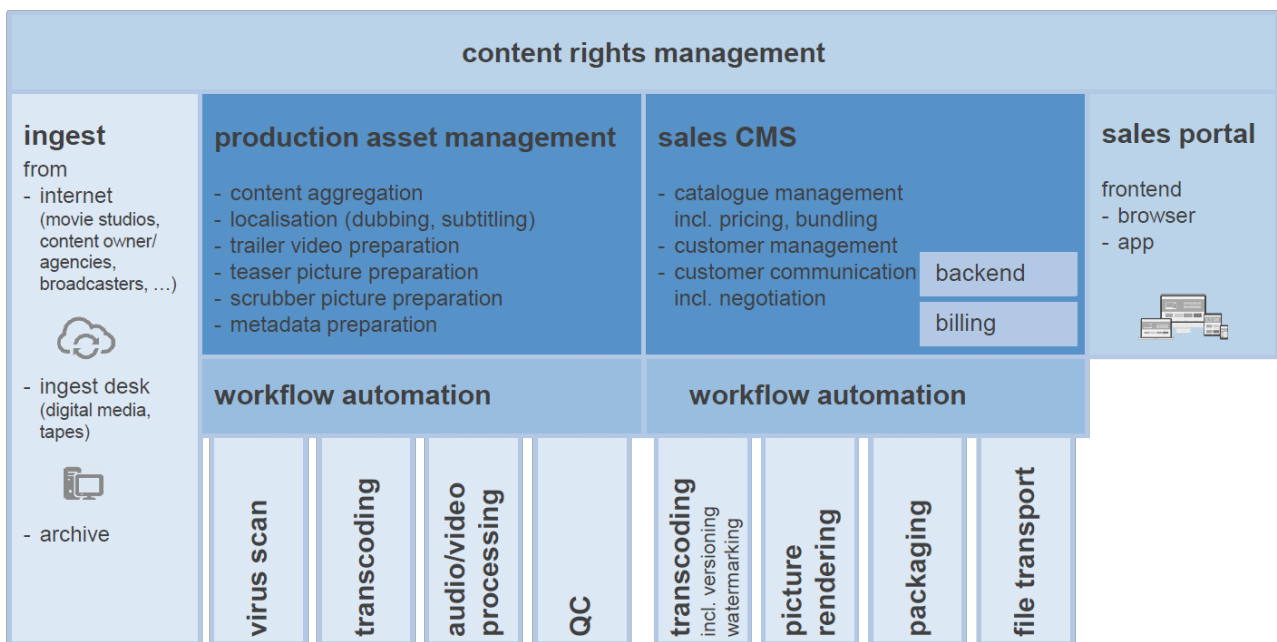 content rights management
ingest
from
- internet
(movie studios,
content owner/
agencies,
broadcasters, ...)
- ingest desk
(digital media,
tapes)
- archive
production asset management
- content aggregation
- localisation (dubbing, subtitling)
- trailer video preparation
- teaser picture preparation
- scrubber picture preparation
- metadata preparation
sales CMS
- catalogue management
incl. pricing, bundling
- customer management
- customer communication
incl. negotiation
backend
billing
sales portal
frontend
- browser
- app
workflow automation
workflow automation
virus scan
transcoding
audio/video
processing
QC
transcoding
incl. versioning
watermarking
picture
rendering
packaging
file transport